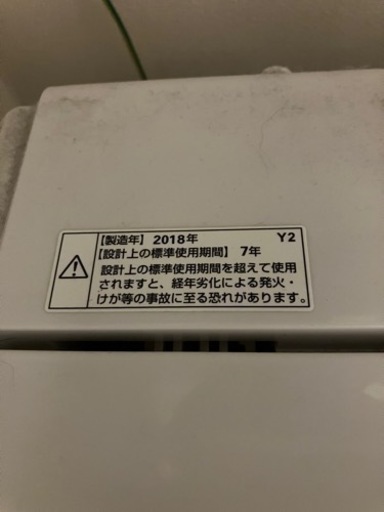 【製造年】2018年 Y2
【設計上の標準使用期間】 7年
設計上の標準使用期間を超えて使用
されますと、経年劣化による発火・
けが等の事故に至る恐れがあります。